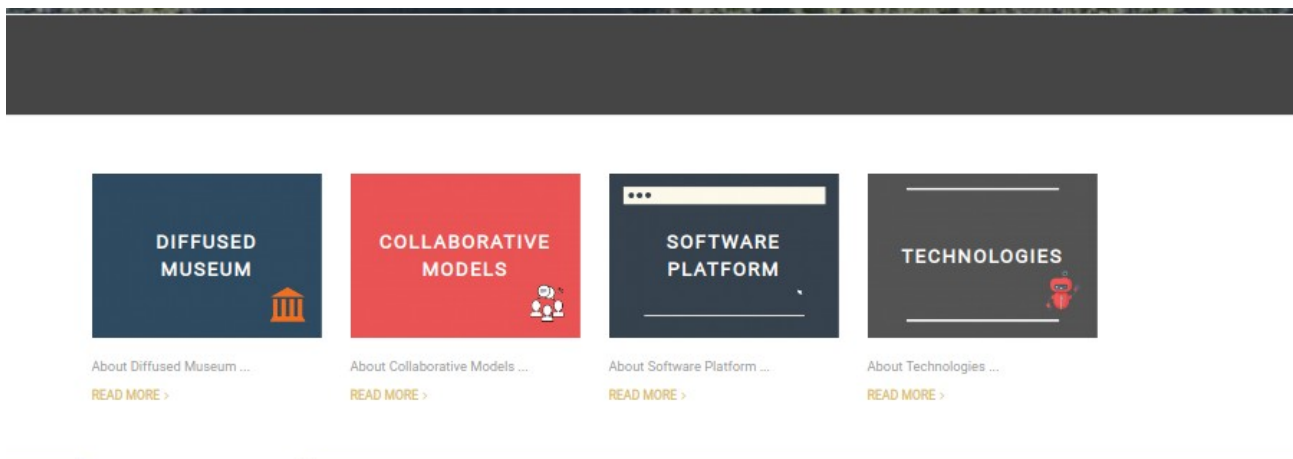 DIFFUSED
MUSEUM
COLLABORATIVE
MODELS
SOFTWARE
PLATFORM
TECHNOLOGIES
About Diffused Museum ...
About Collaborative Models ...
About Software Platform ...
About Technologies ...
READ MORE >
READ MORE >
READ MORE >
READ MORE >